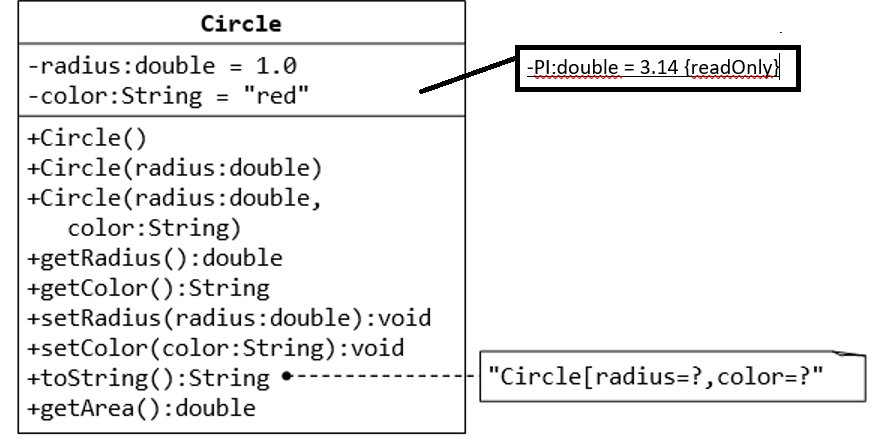 Circle
-radius:double = 1.0
-color:String = "red"
-PI:double = 3.14 {readOnly}
+Circle()
+Circle(radius:double)
+Circle(radius:double,
color:String)
+getRadius():double
+getColor():String
+setRadius(radius:double):void
+setColor(color:String):void
+toString():String
"Circle[radius=?,color=?"
+getArea():double